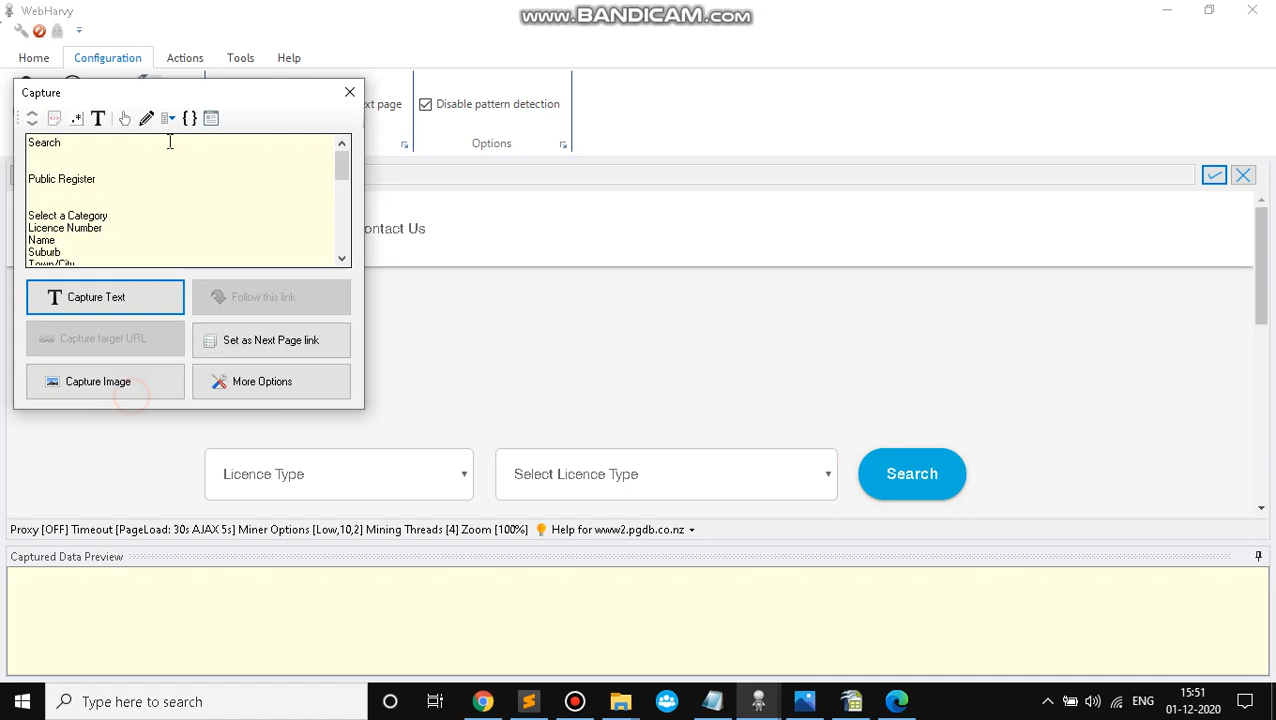 WebHarvy
www.BANDICAM.com
Home Configuration Actions Tools Help
Capture
xt page
Disable pattern detection
Options
.* T { }
Search
Public Register
Select a Category
Licence Number
Name
Suburb
Town/City
T Capture Text
Follow this link
Capture target URL
Set as Next Page link
Capture Image
More Options
ontact Us
Licence Type
Select Licence Type
Search
Proxy [OFF] Timeout [PageLoad: 30s AJAX 5s] Miner Options [Low,10,2] Mining Threads [4] Zoom [100%] Help for www2.pgdb.co.nz
Captured Data Preview
Type here to search
ENG
15:51
01-12-2020